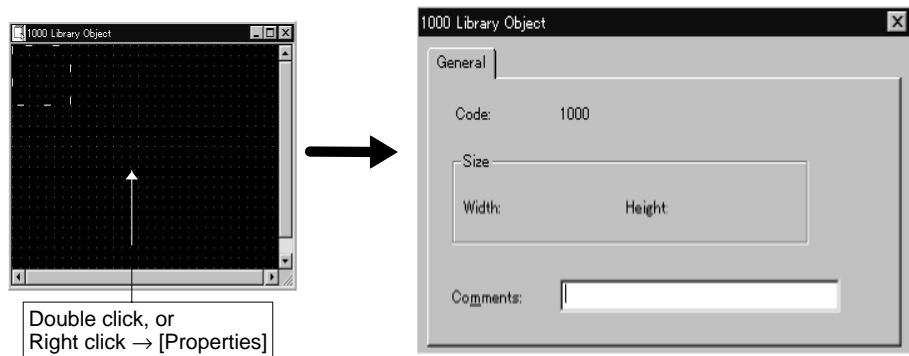 1000 Library Object
Double click, or
Right click → [Properties]
1000 Library Object
General
Code: 1000
Size
Width: Height:
Comments: